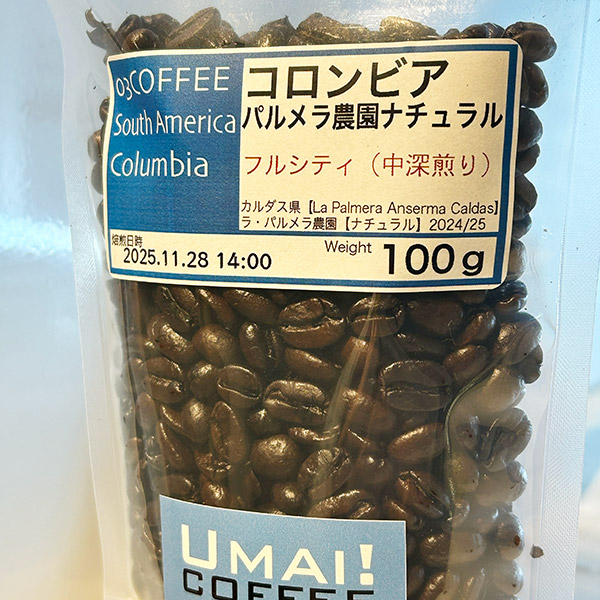 03COFFEE
South America
Columbia
コロンビア
パルメラ農園ナチュラル
フルシティ（中深煎り）
カルダス県【La Palmera Anserma Caldas】
ラ・パルメラ農園【ナチュラル】2024/25
焙煎日時
2025.11.28 14:00
Weight 100g
UMAI!
COFFEE